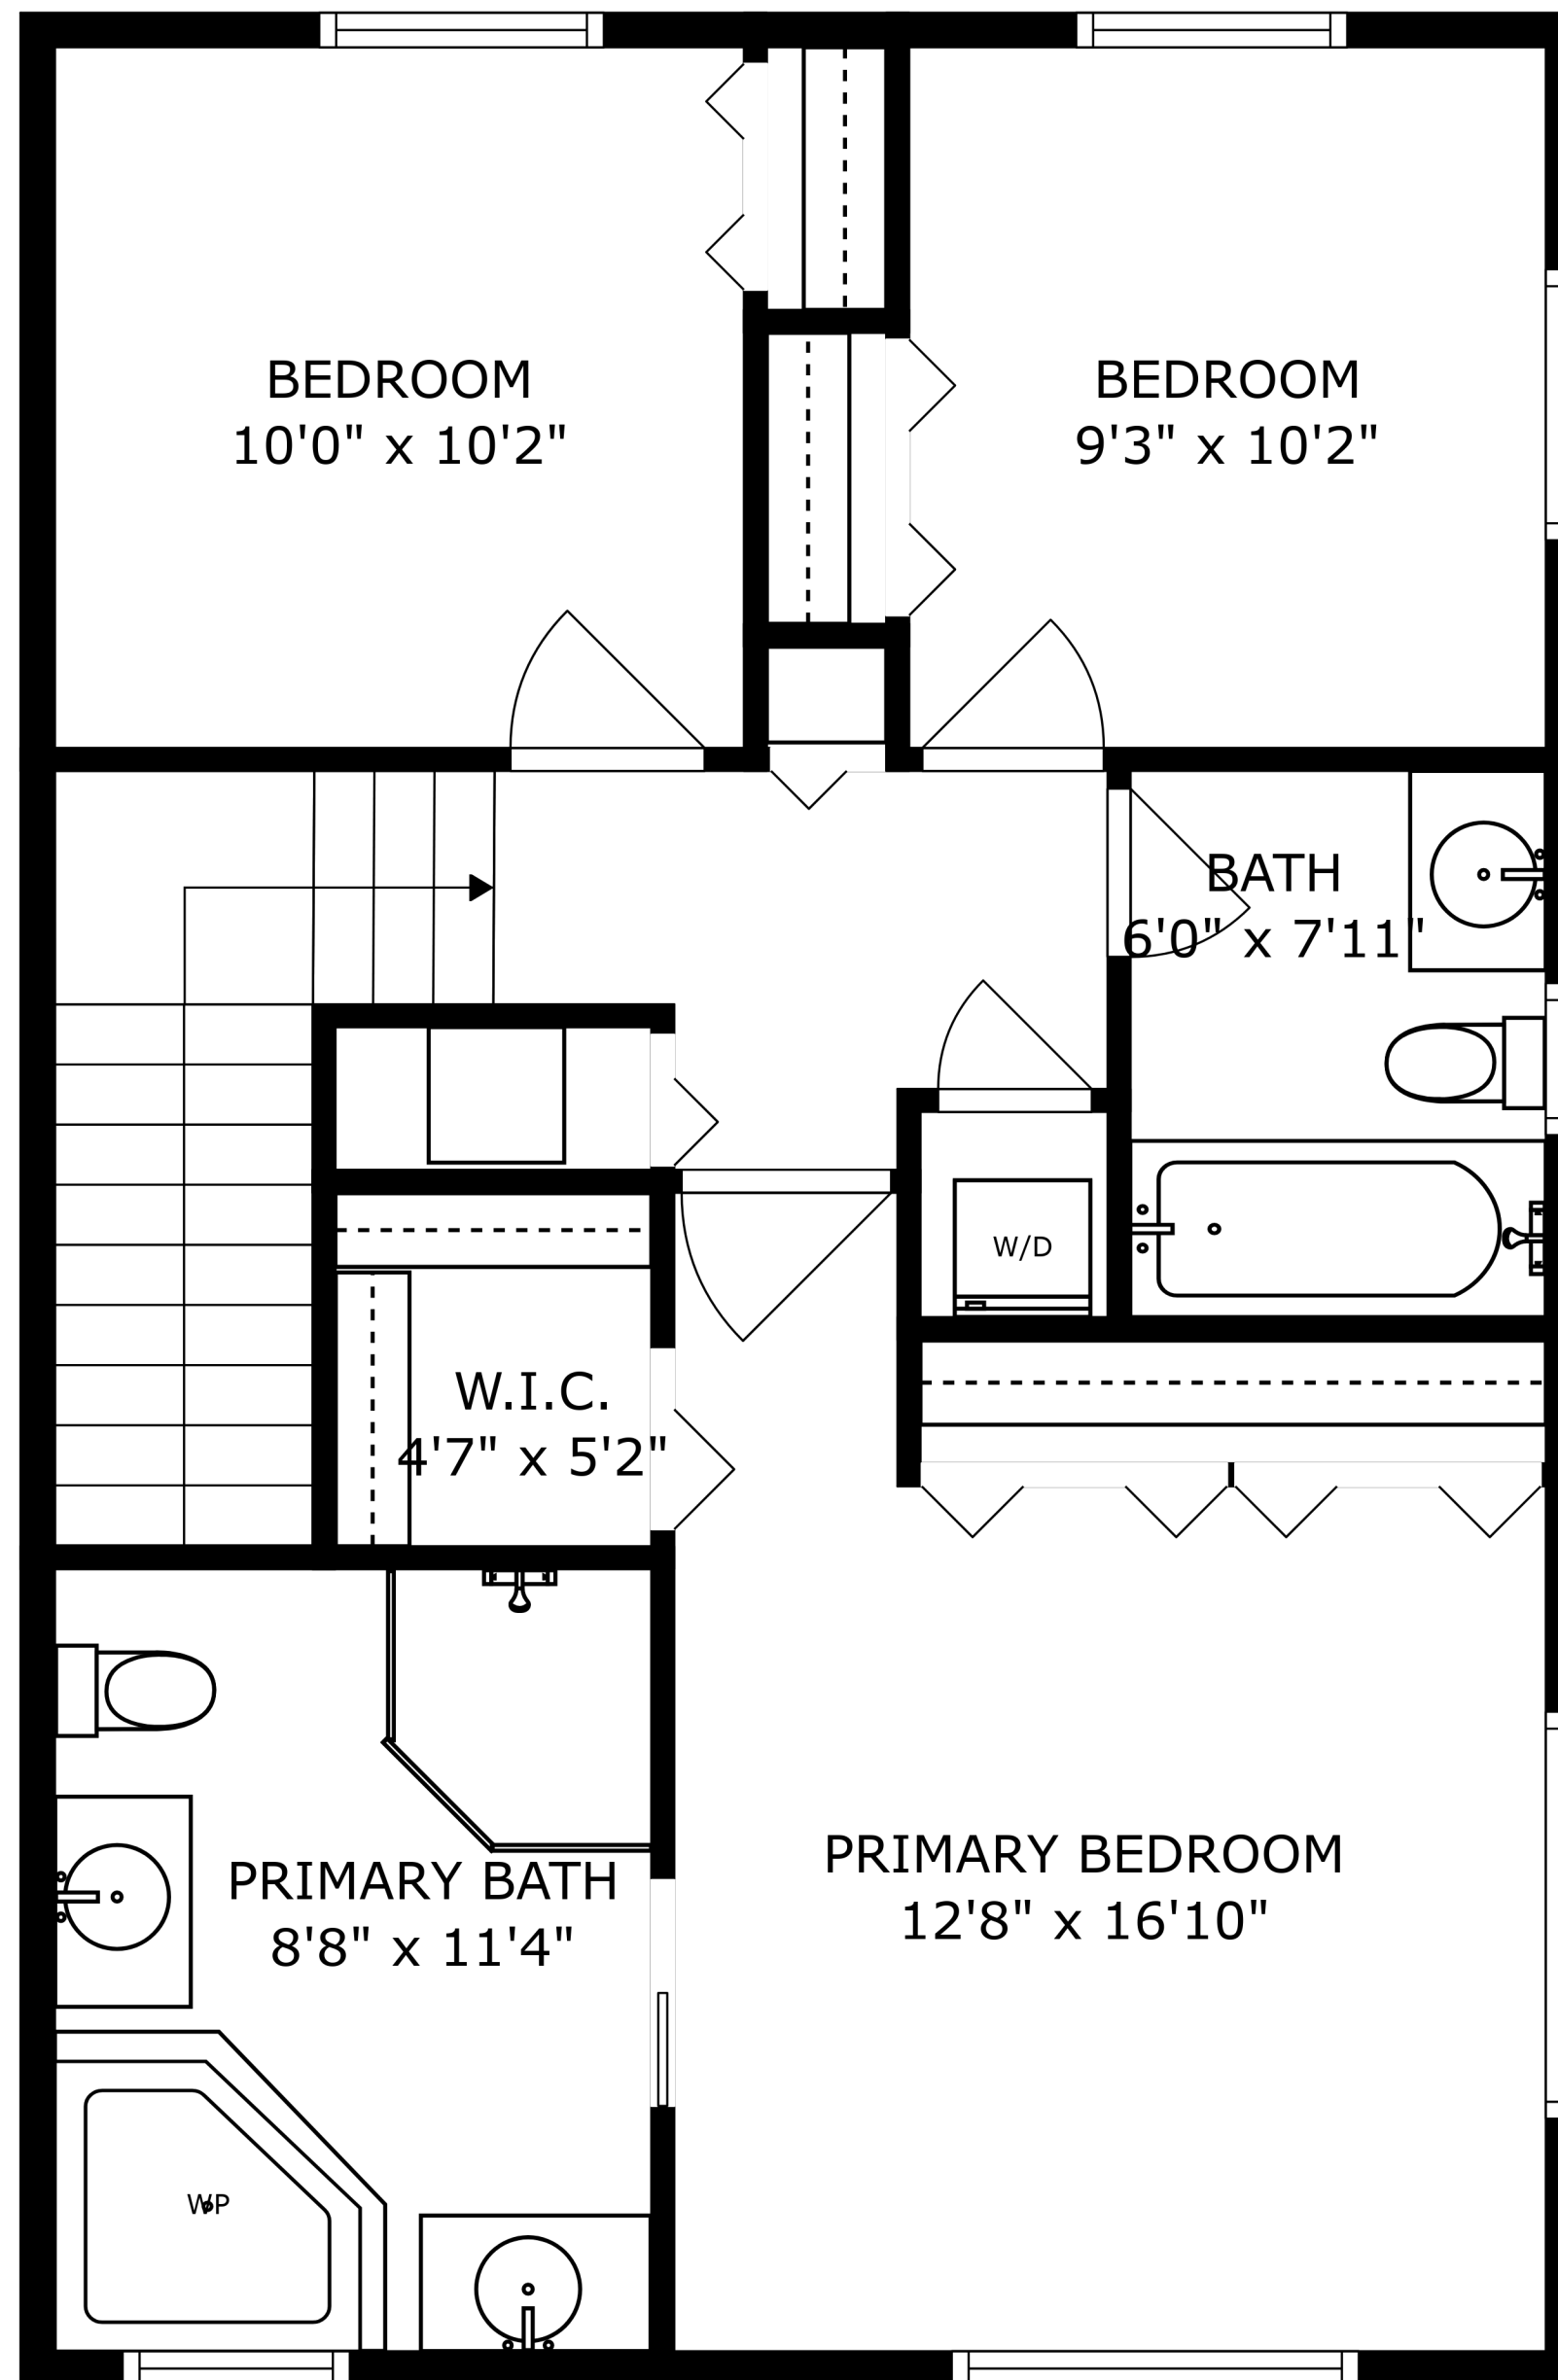 BEDROOM
10'0" x 10'2"
BEDROOM
9'3" x 10'2"
BATH
6'0" x 7'11"
W/D
W.I.C.
4'7" x 5'2"
PRIMARY BATH
8'8" x 11'4"
PRIMARY BEDROOM
12'8" x 16'10"
WP